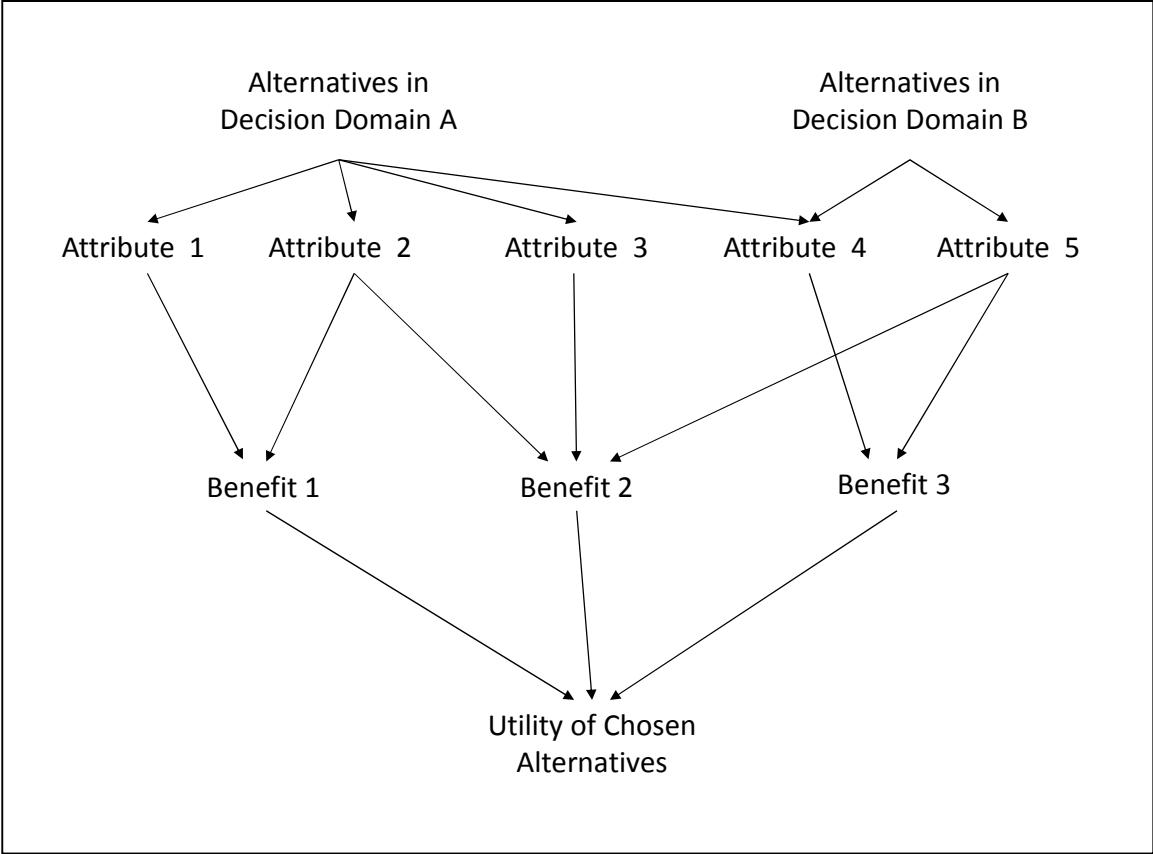 Alternatives in
Decision Domain A
Alternatives in
Decision Domain B
Attribute  1
Attribute  2
Attribute  3
Attribute  4
Attribute  5
Benefit 1
Benefit 2
Benefit 3
Utility of Chosen
Alternatives